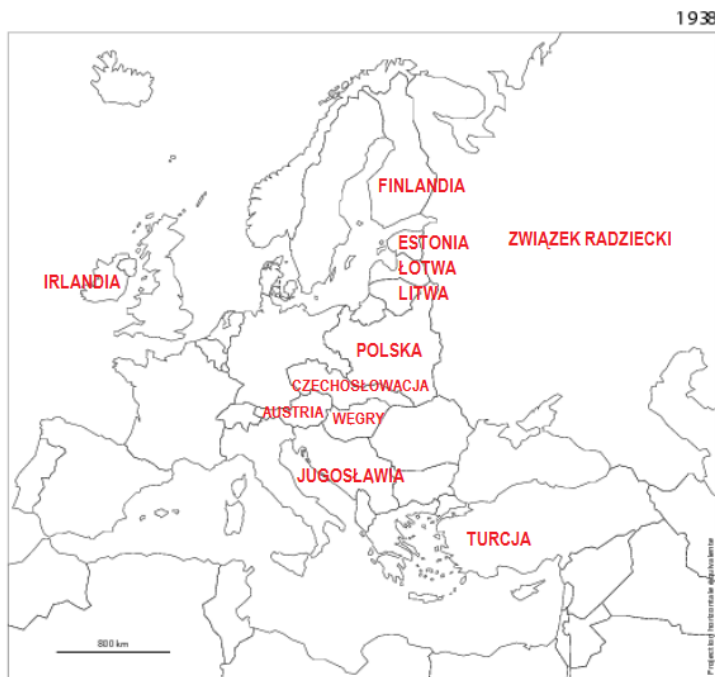 1938
FINLANDIA
ESTONIA
ZWIĄZEK RADZIECKI
ŁOTWA
IRLANDIA
LITWA
POLSKA
CZECHOSŁOWACJA
AUSTRIA
WĘGRY
JUGOSŁAWIA
TURCJA
800 km